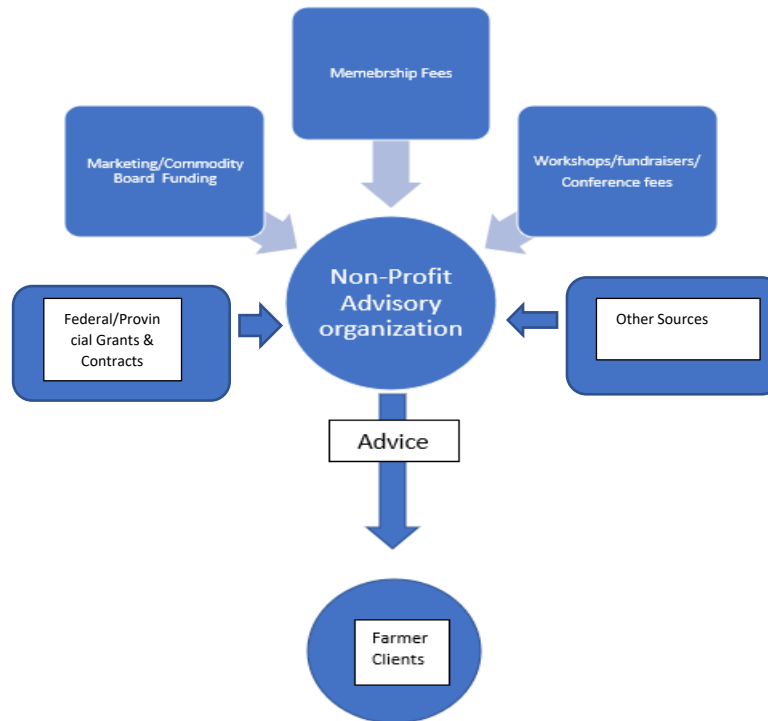 Memebrship Fees
Marketing/Commodity
Board Funding
Workshops/fundraisers/
Conference fees
Non-Profit
Advisory
organization
Federal/Provin
cial Grants &
Contracts
Other Sources
Advice
Farmer
Clients